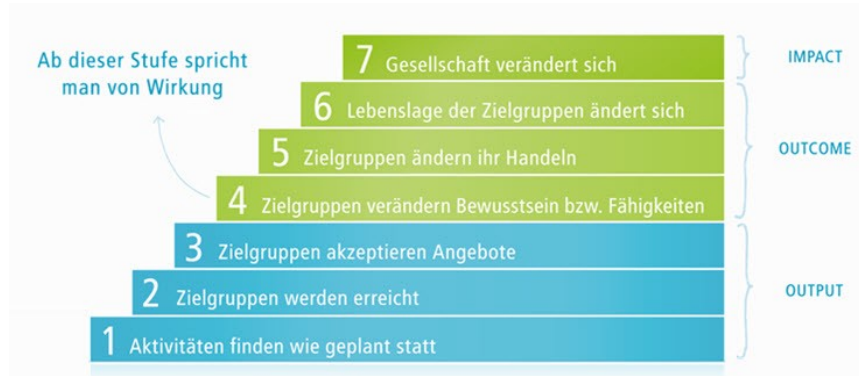 Ab dieser Stufe spricht
man von Wirkung
7 Gesellschaft verändert sich
IMPACT
6 Lebenslage der Zielgruppen ändert sich
5 Zielgruppen ändern ihr Handeln
OUTCOME
4 Zielgruppen verändern Bewusstsein bzw. Fähigkeiten
3 Zielgruppen akzeptieren Angebote
2 Zielgruppen werden erreicht
OUTPUT
1 Aktivitäten finden wie geplant statt